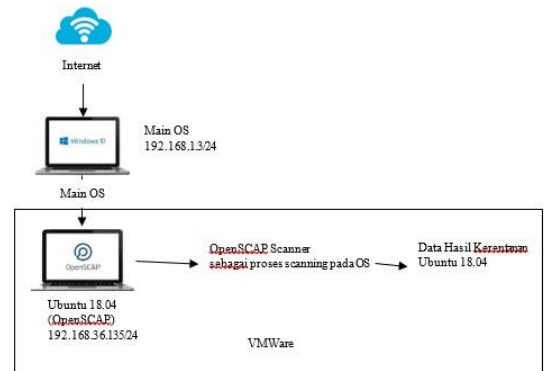 Internet
Windows 10
Main OS
192.168.1.3/24
Main OS
OpenSCAP
OpenSCAP Scanner
sebagai proses scanning pada OS
Data Hasil Kerentanan
Ubuntu 18.04
Ubuntu 18.04
(OpenSCAP)
192.168.36.135/24
VMWare